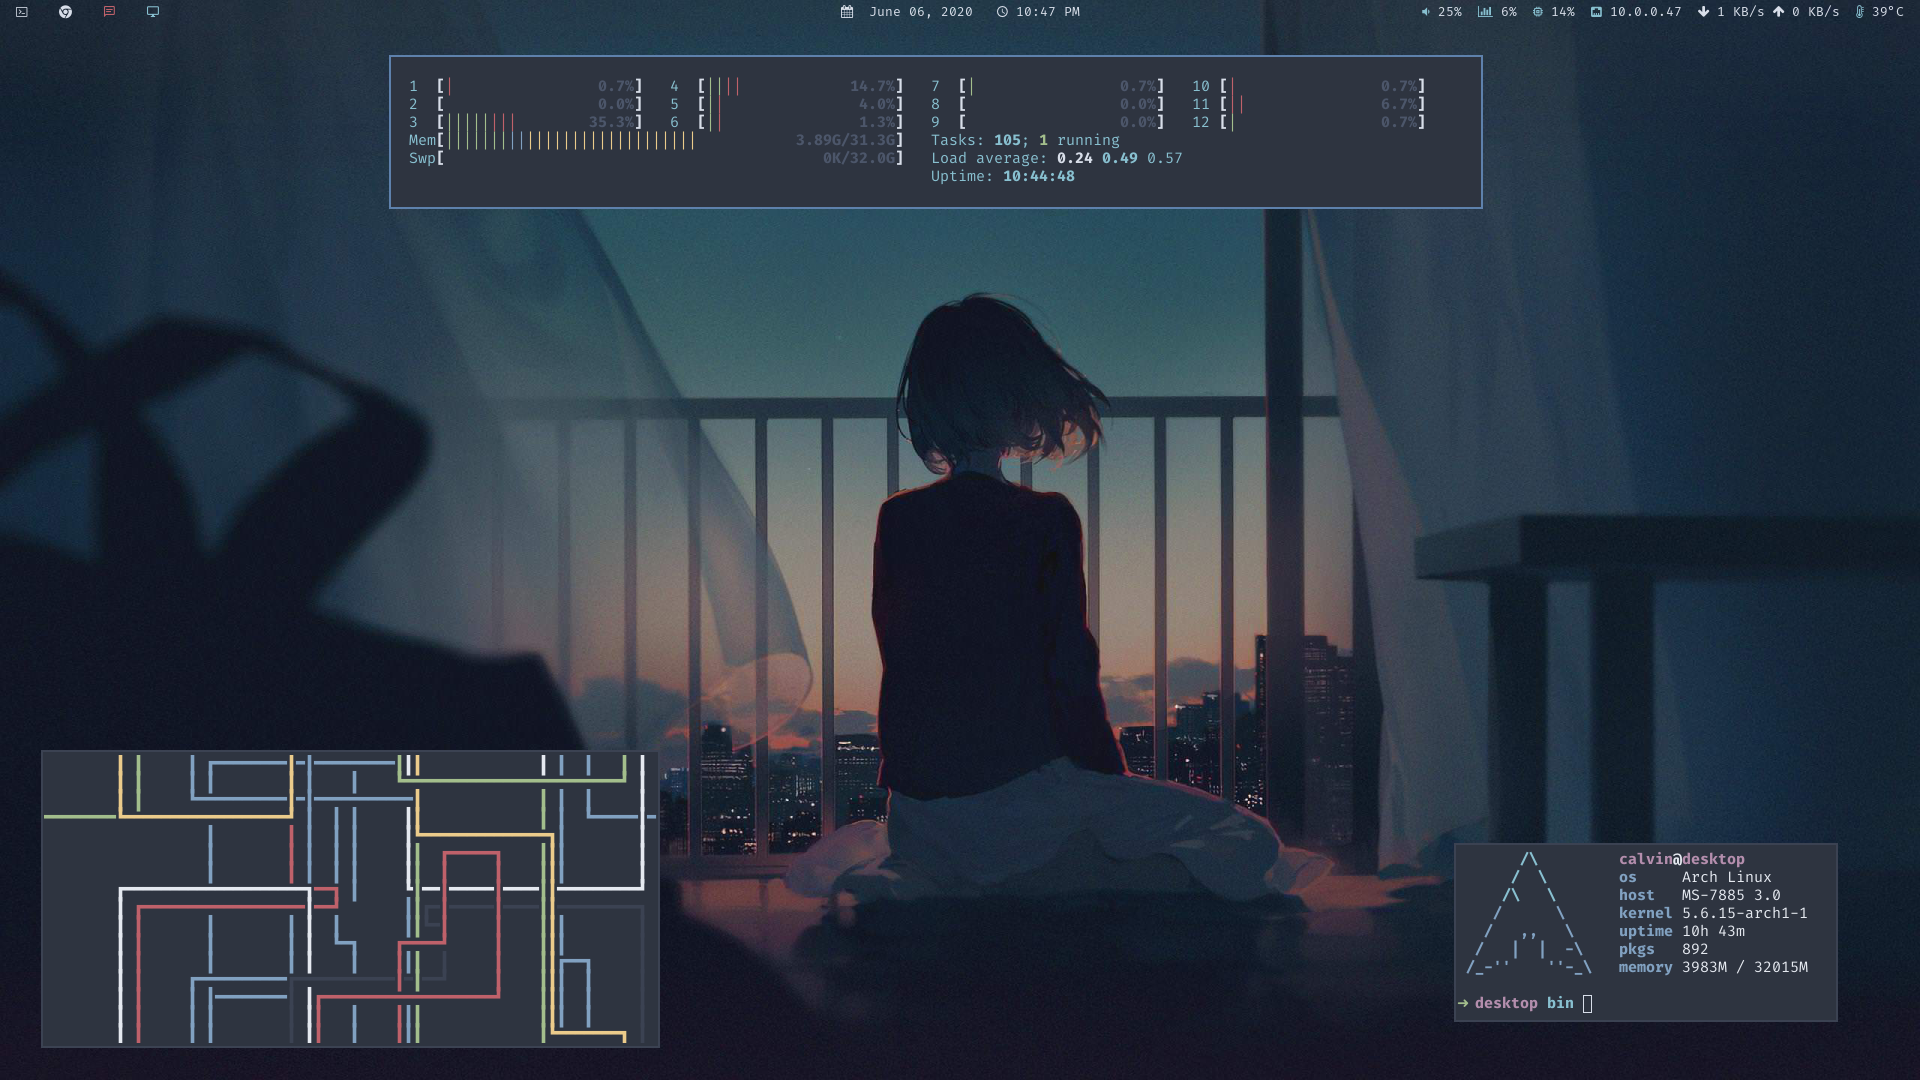 June 06, 2020 10:47 PM 25% 6% 14% 10.0.0.47 1 KB/s 0 KB/s 39°C
1 [ 0.7%] 4 [ 14.7%] 7 [ 0.7%] 10 [ 0.7%]
2 [ 0.0%] 5 [ 4.0%] 8 [ 0.0%] 11 [ 6.7%]
3 [ 35.3%] 6 [ 1.3%] 9 [ 0.0%] 12 [ 0.7%]
Mem[ 3.89G/31.3G] Tasks: 105; 1 running
Swp[ 0K/32.0G] Load average: 0.24 0.49 0.57
Uptime: 10:44:48
calvin@desktop
os Arch Linux
host MS-7885 3.0
kernel 5.6.15-arch1-1
uptime 10h 43m
pkgs 892
memory 3983M / 32015M
➜ desktop bin